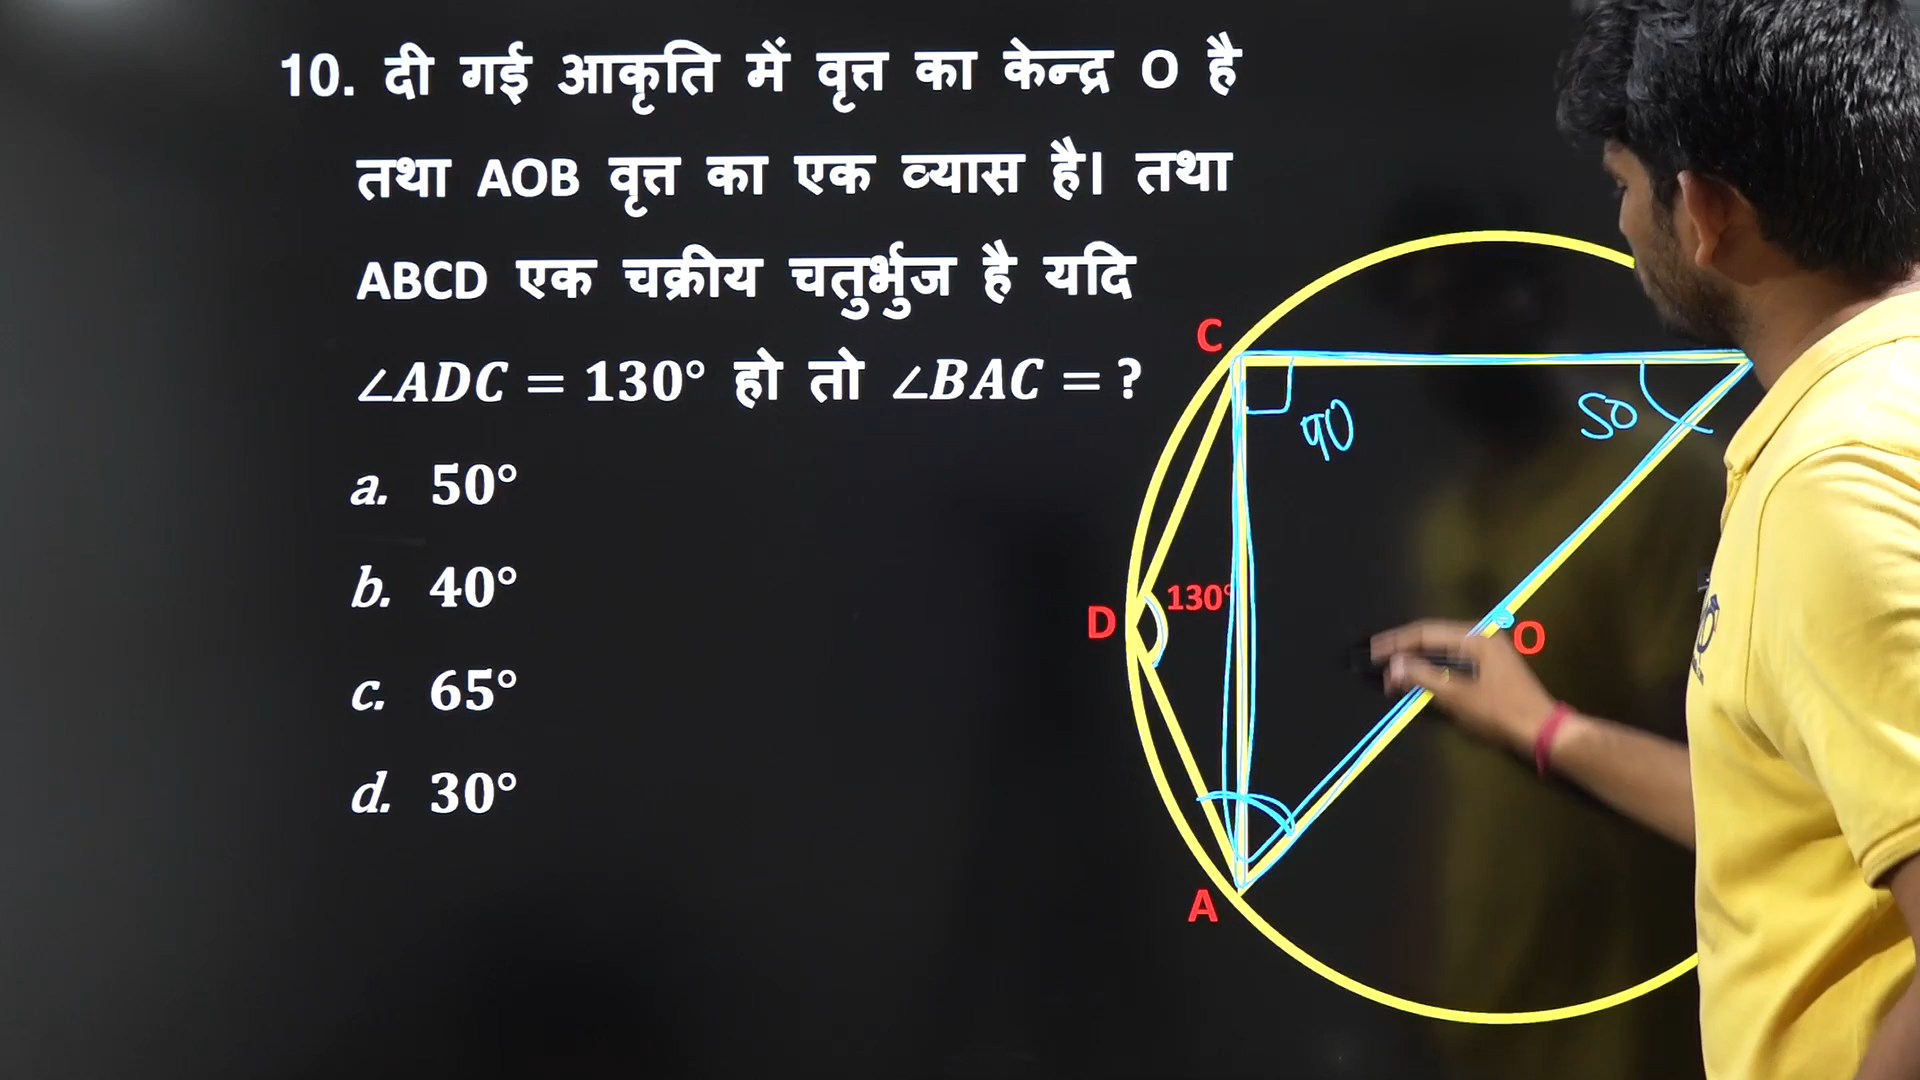 10. दी गई आकृति में वृत्त का केन्द्र O है
तथा AOB वृत्त का एक व्यास है। तथा
ABCD एक चक्रीय चतुर्भुज है यदि
∠ADC = 130° हो तो ∠BAC = ?
a. 50°
b. 40°
c. 65°
d. 30°
C
90
50
D
130°
O
A